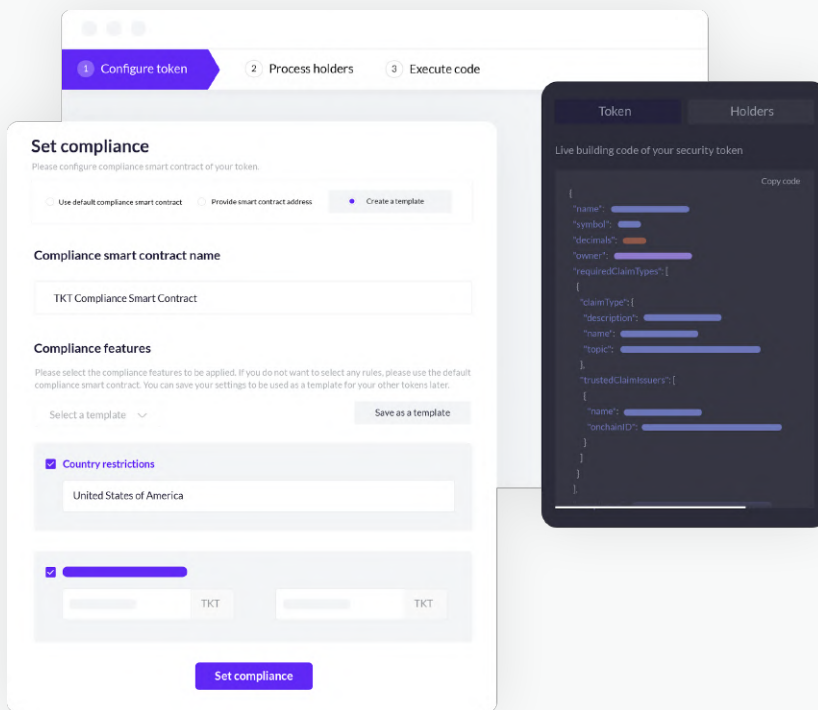 1 Configure token
2 Process holders
3 Execute code
Set compliance
Please configure compliance smart contract of your token.
Use default compliance smart contract
Provide smart contract address
Create a template
Compliance smart contract name
TKT Compliance Smart Contract
Compliance features
Please select the compliance features to be applied. If you do not want to select any rules, please use the default
compliance smart contract. You can save your settings to be used as a template for your other tokens later.
Select a template
Save as a template
Country restrictions
United States of America
TKT
TKT
Set compliance
Token
Holders
Live building code of your security token
Copy code
{
"name":
"symbol":
"decimals":
"owner":
"requiredClaimTypes": [
{
"claimType": {
"description":
"name":
"topic":
},
"trustedClaimIssuers": [
{
"name":
"onchainID":
}
]
}
],